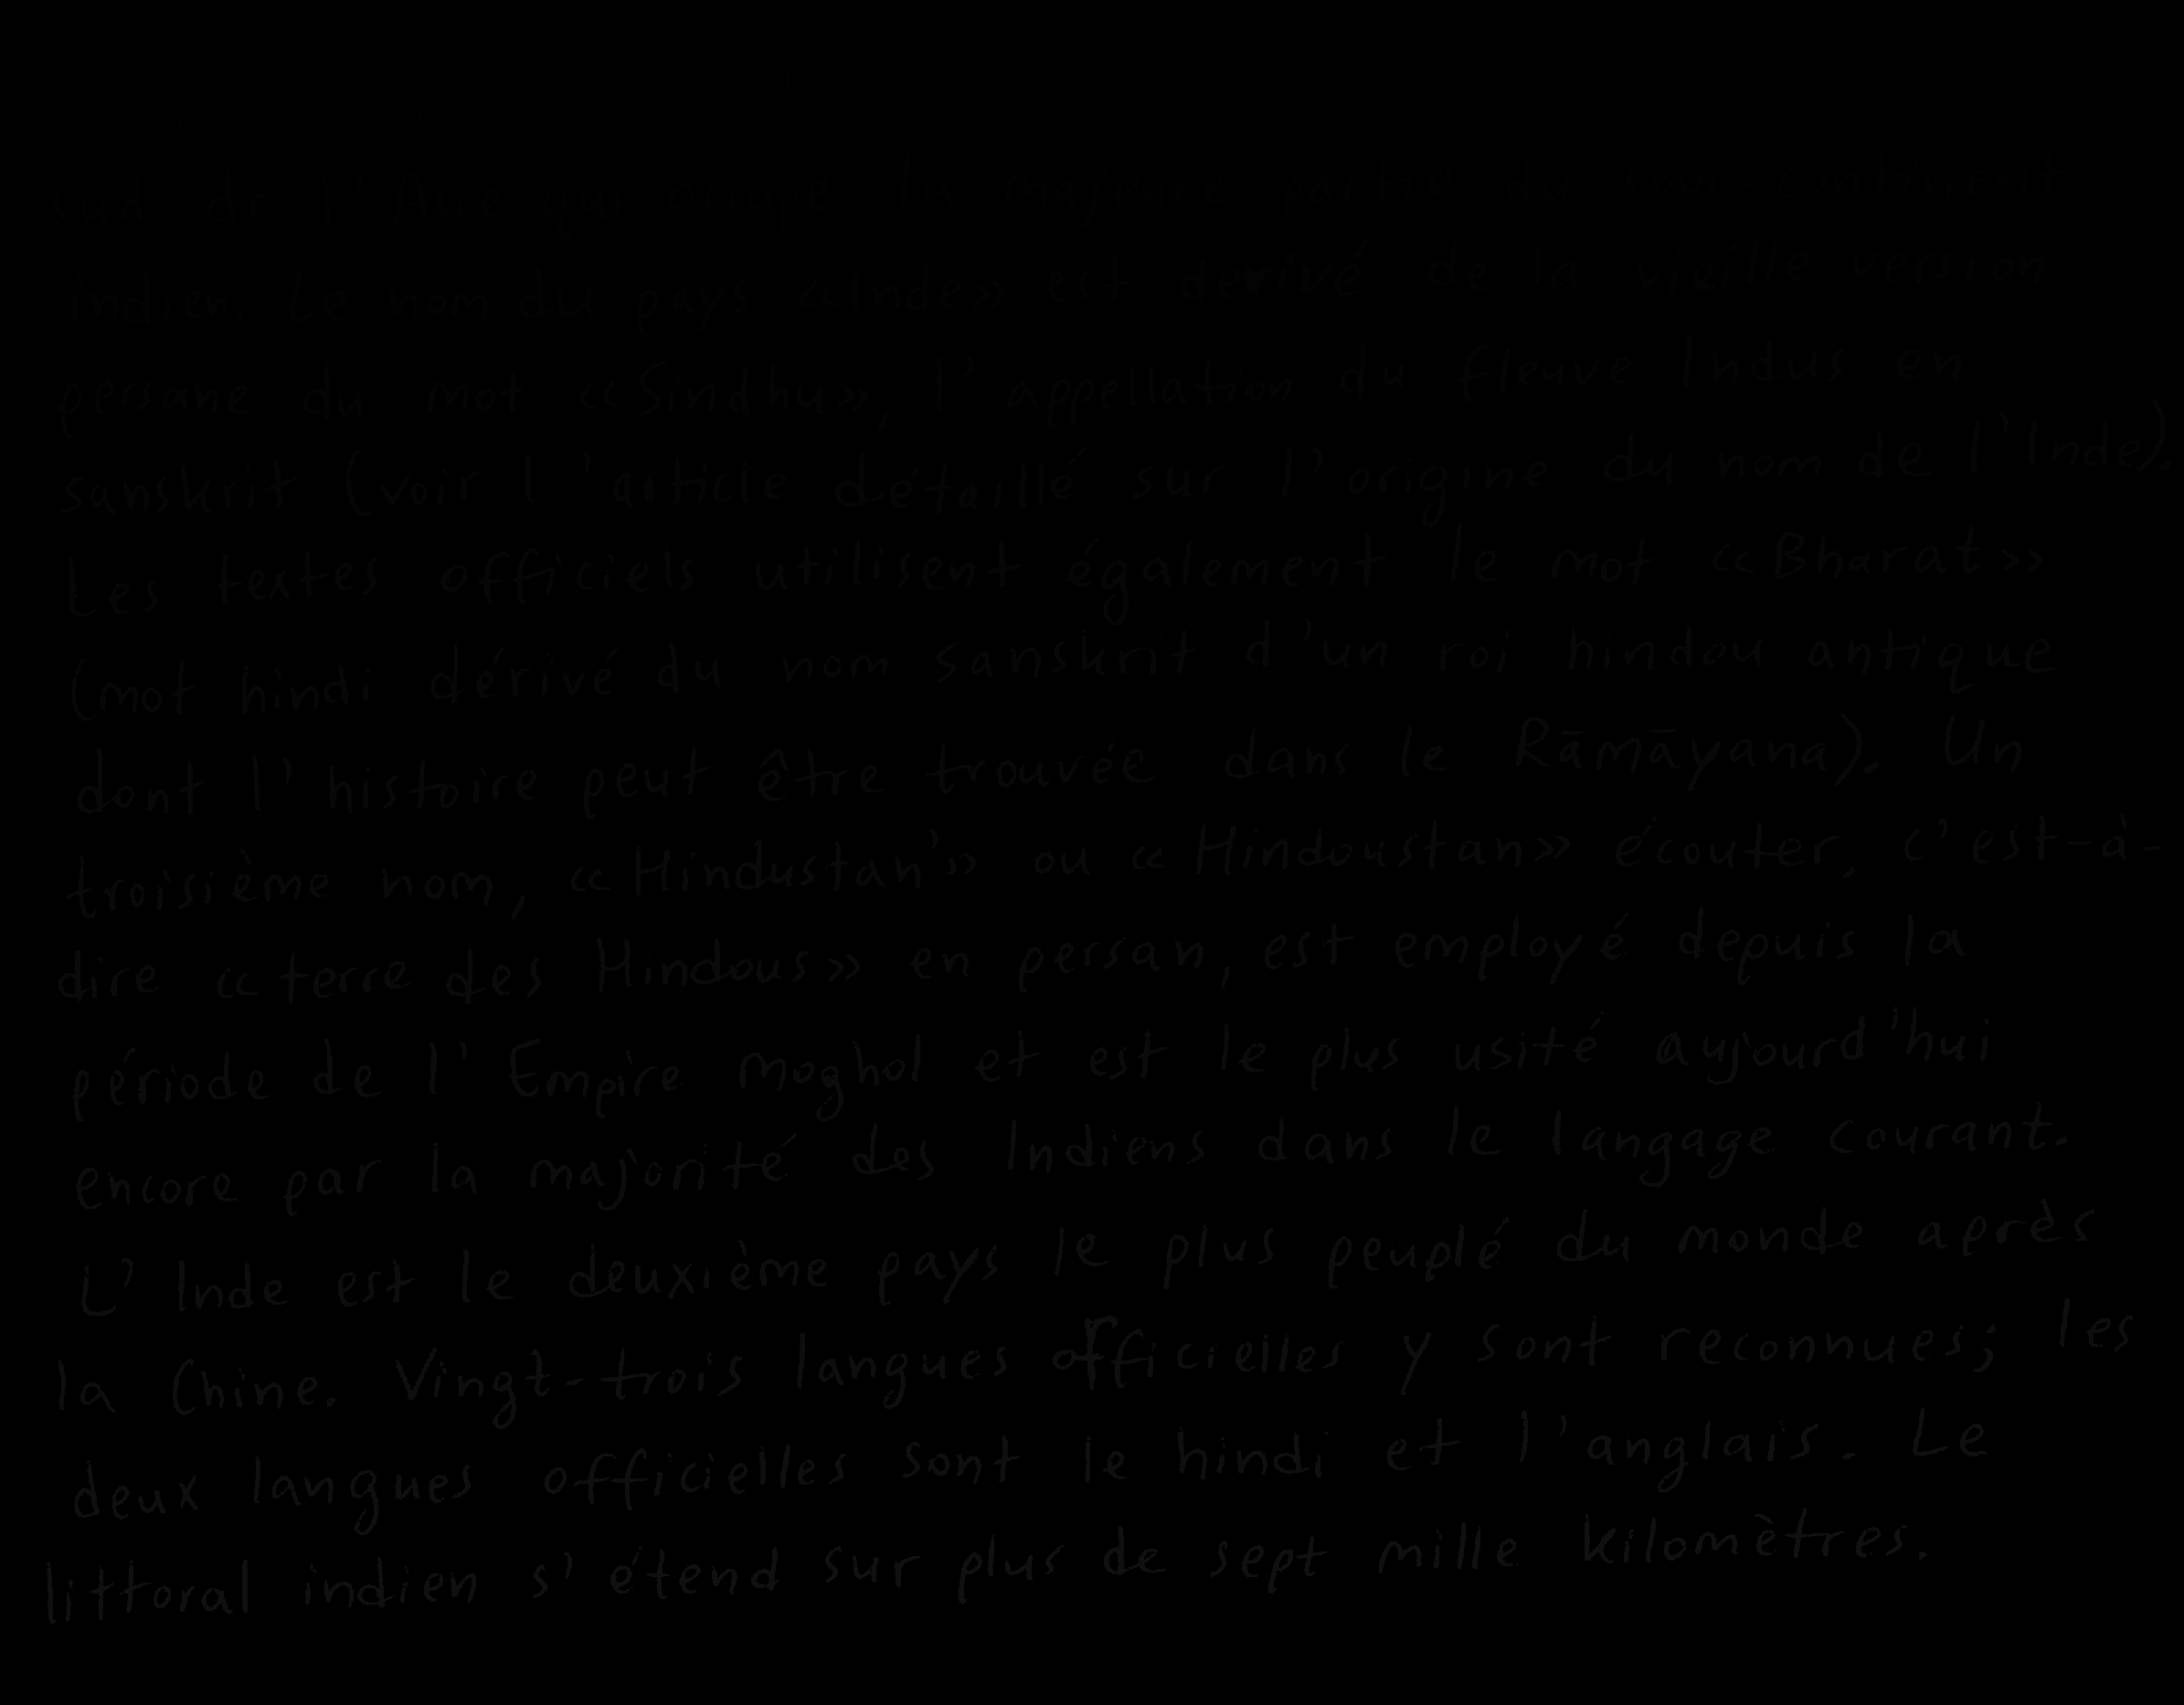 L'Inde, officiellement la République de l'Inde est un pays du
sud de l'Asie qui occupe la majeure partie du sous-continent
indien. Le nom du pays «Inde» est dérivé de la vieille version
persane du mot «Sindhu», l'appellation du fleuve Indus en
sanskrit (voir l'article détaillé sur l'origine du nom de l'Inde).
Les textes officiels utilisent également le mot «Bharat»
(mot hindi dérivé du nom sanskrit d'un roi hindou antique
dont l'histoire peut être trouvée dans le Rāmāyana). Un
troisième nom, «Hindustan'» ou «Hindoustan» écouter, c'est-à-
dire «terre des Hindous» en persan, est employé depuis la
période de l'Empire moghol et est le plus usité aujourd'hui
encore par la majorité des Indiens dans le langage courant.
L'Inde est le deuxième pays le plus peuplé du monde après
la Chine. Vingt-trois langues officielles y sont reconnues; les
deux langues officielles sont le hindi et l'anglais. Le
littoral indien s'étend sur plus de sept mille kilomètres.